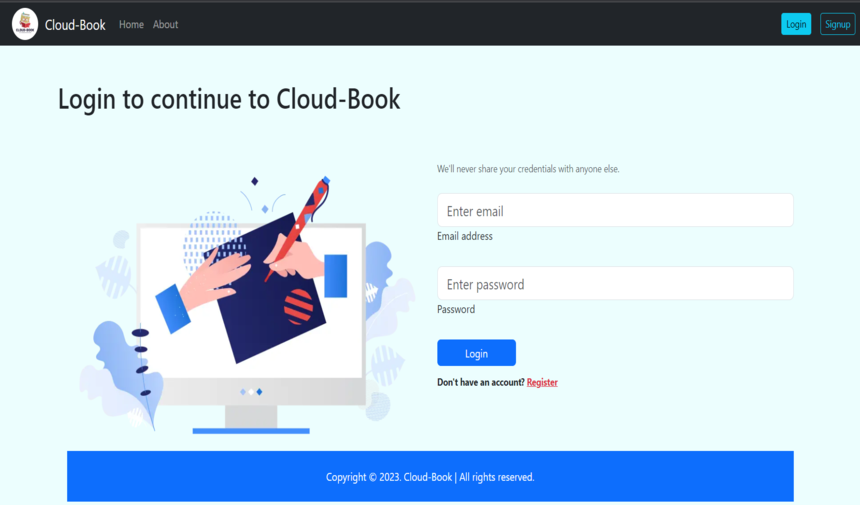 Cloud-Book
Home
About
Login
Signup
Login to continue to Cloud-Book
We'll never share your credentials with anyone else.
Enter email
Email address
Enter password
Password
Login
Don't have an account? Register
Copyright © 2023. Cloud-Book | All rights reserved.